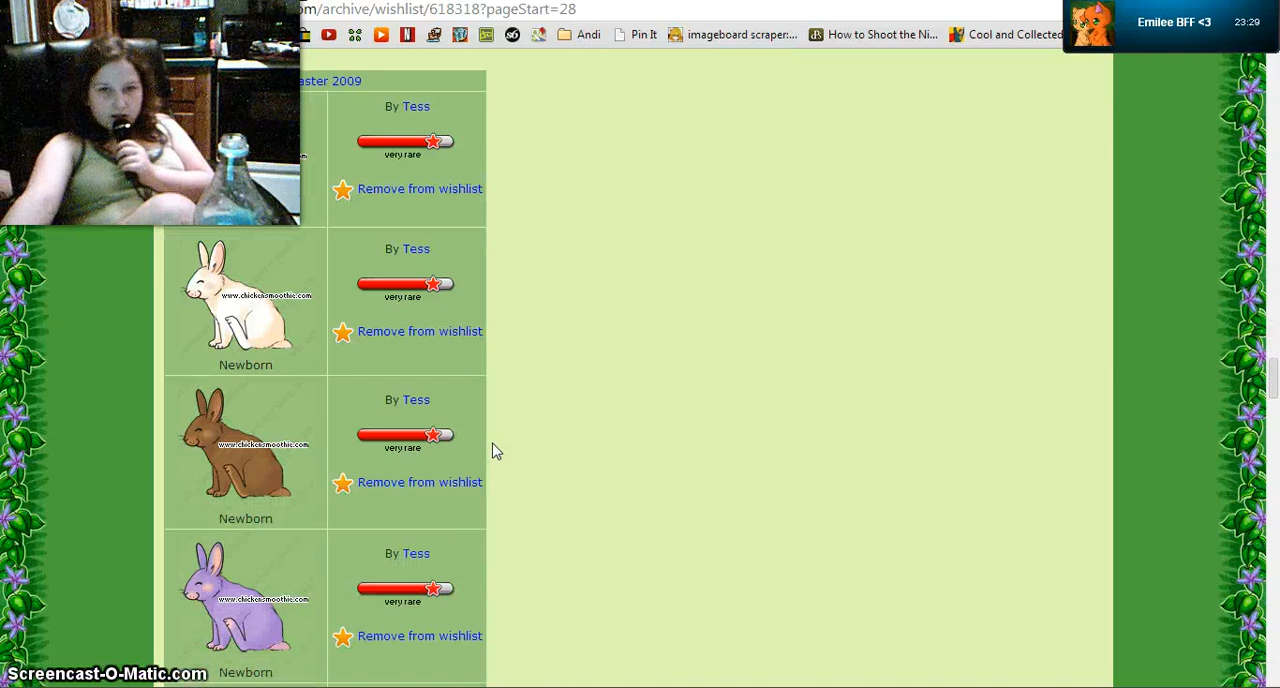 om/archive/wishlist/618318?pageStart=28
Andi
Pin It
imageboard scraper:...
How to Shoot the Ni...
Cool and Collected
Emilee BFF <3
23:29
aster 2009
By Tess
very rare
Remove from wishlist
By Tess
www.chickensmoothie.com
very rare
Remove from wishlist
Newborn
By Tess
www.chickensmoothie.com
very rare
Remove from wishlist
Newborn
By Tess
www.chickensmoothie.com
very rare
Remove from wishlist
Newborn
Screencast-O-Matic.com